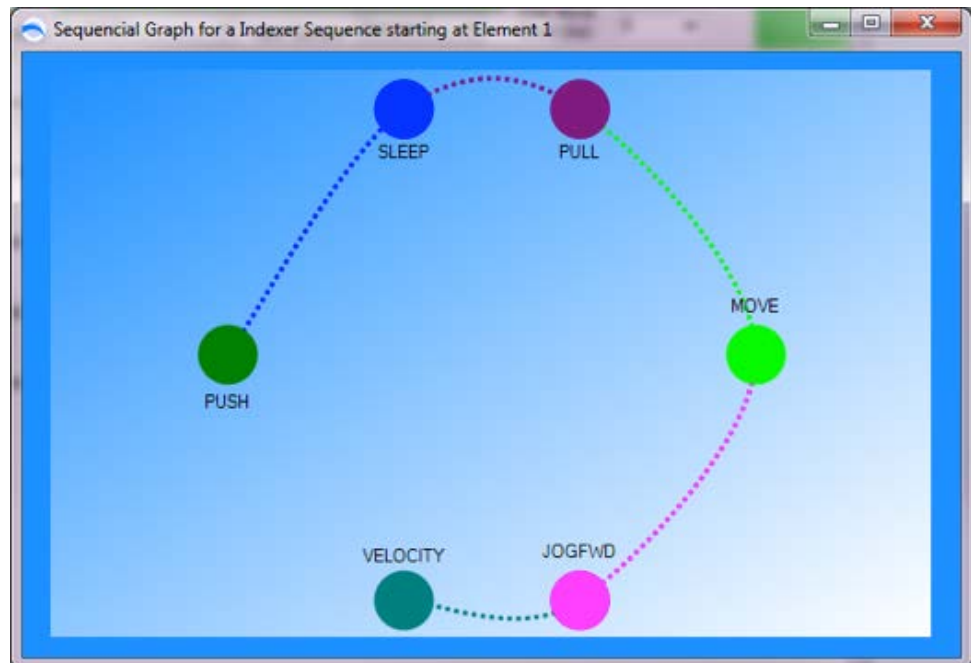 Sequencial Graph for a Indexer Sequence starting at Element 1
SLEEP
PULL
MOVE
PUSH
VELOCITY
JOGFWD